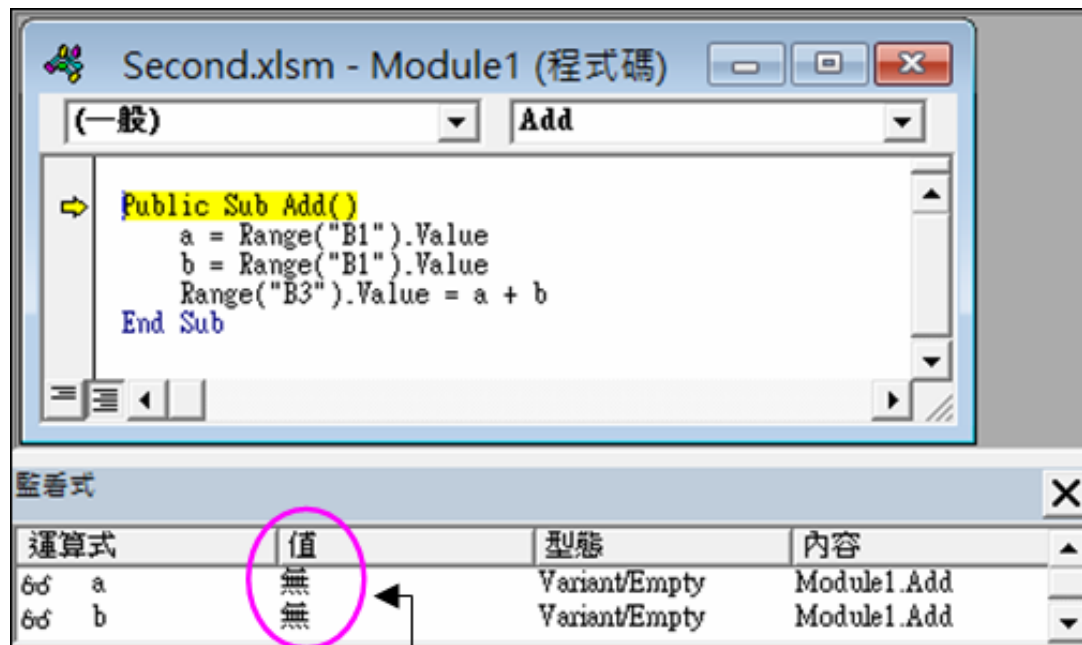 Second.xlsm - Module1 (程式碼)
(一般) Add
Public Sub Add()
a = Range("B1").Value
b = Range("B1").Value
Range("B3").Value = a + b
End Sub
監看式
運算式 值 型態 內容
a 無 Variant/Empty Module1.Add
b 無 Variant/Empty Module1.Add